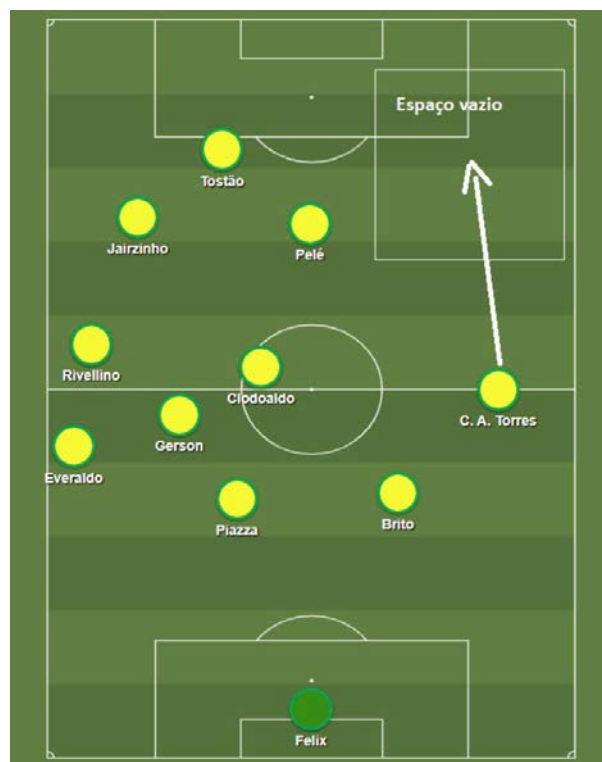 Espaço vazio
Tostão
Jairzinho
Pelé
Rivellino
Clodoaldo
C. A. Torres
Gerson
Everaldo
Brito
Piazza
Felix